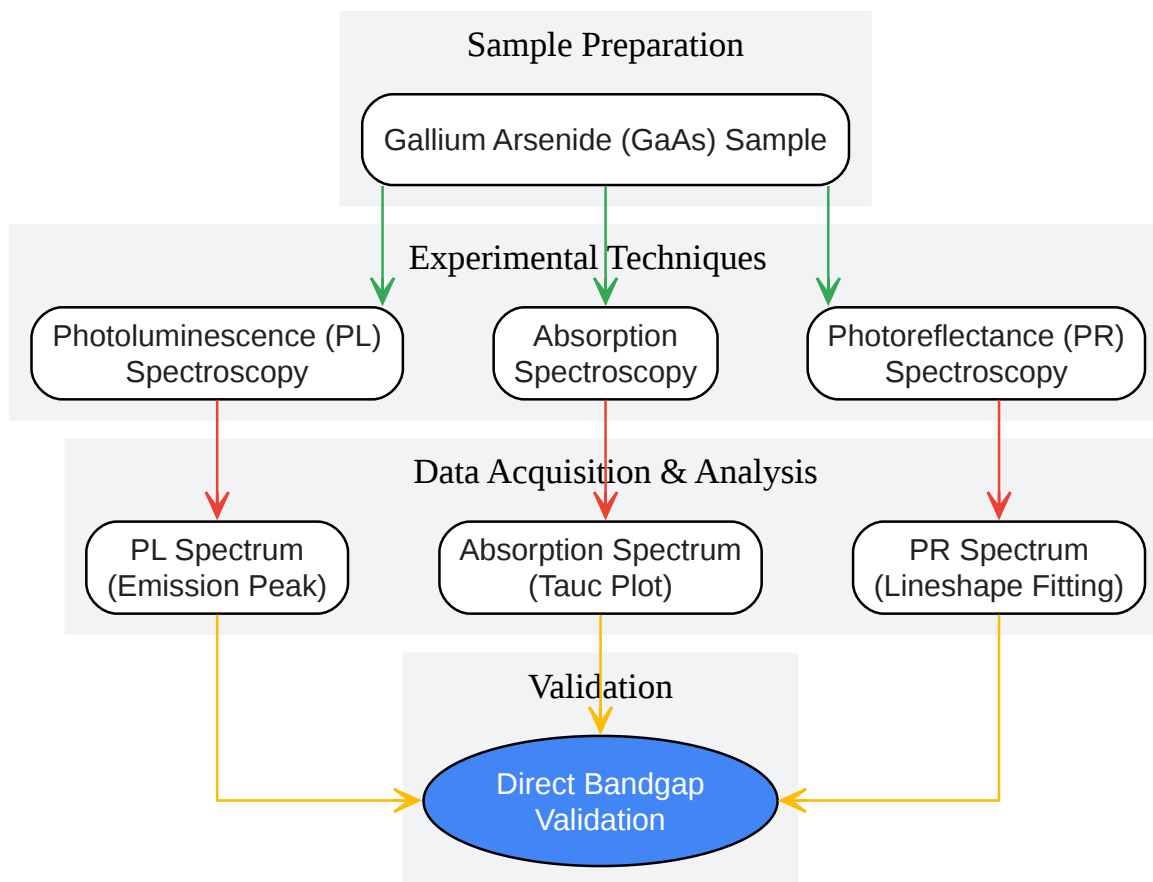 Sample Preparation
Gallium Arsenide (GaAs) Sample
Experimental Techniques
Photoluminescence (PL)
Spectroscopy
Absorption
Spectroscopy
Photoreflectance (PR)
Spectroscopy
Data Acquisition & Analysis
PL Spectrum
(Emission Peak)
Absorption Spectrum
(Tauc Plot)
PR Spectrum
(Lineshape Fitting)
Validation
Direct Bandgap
Validation